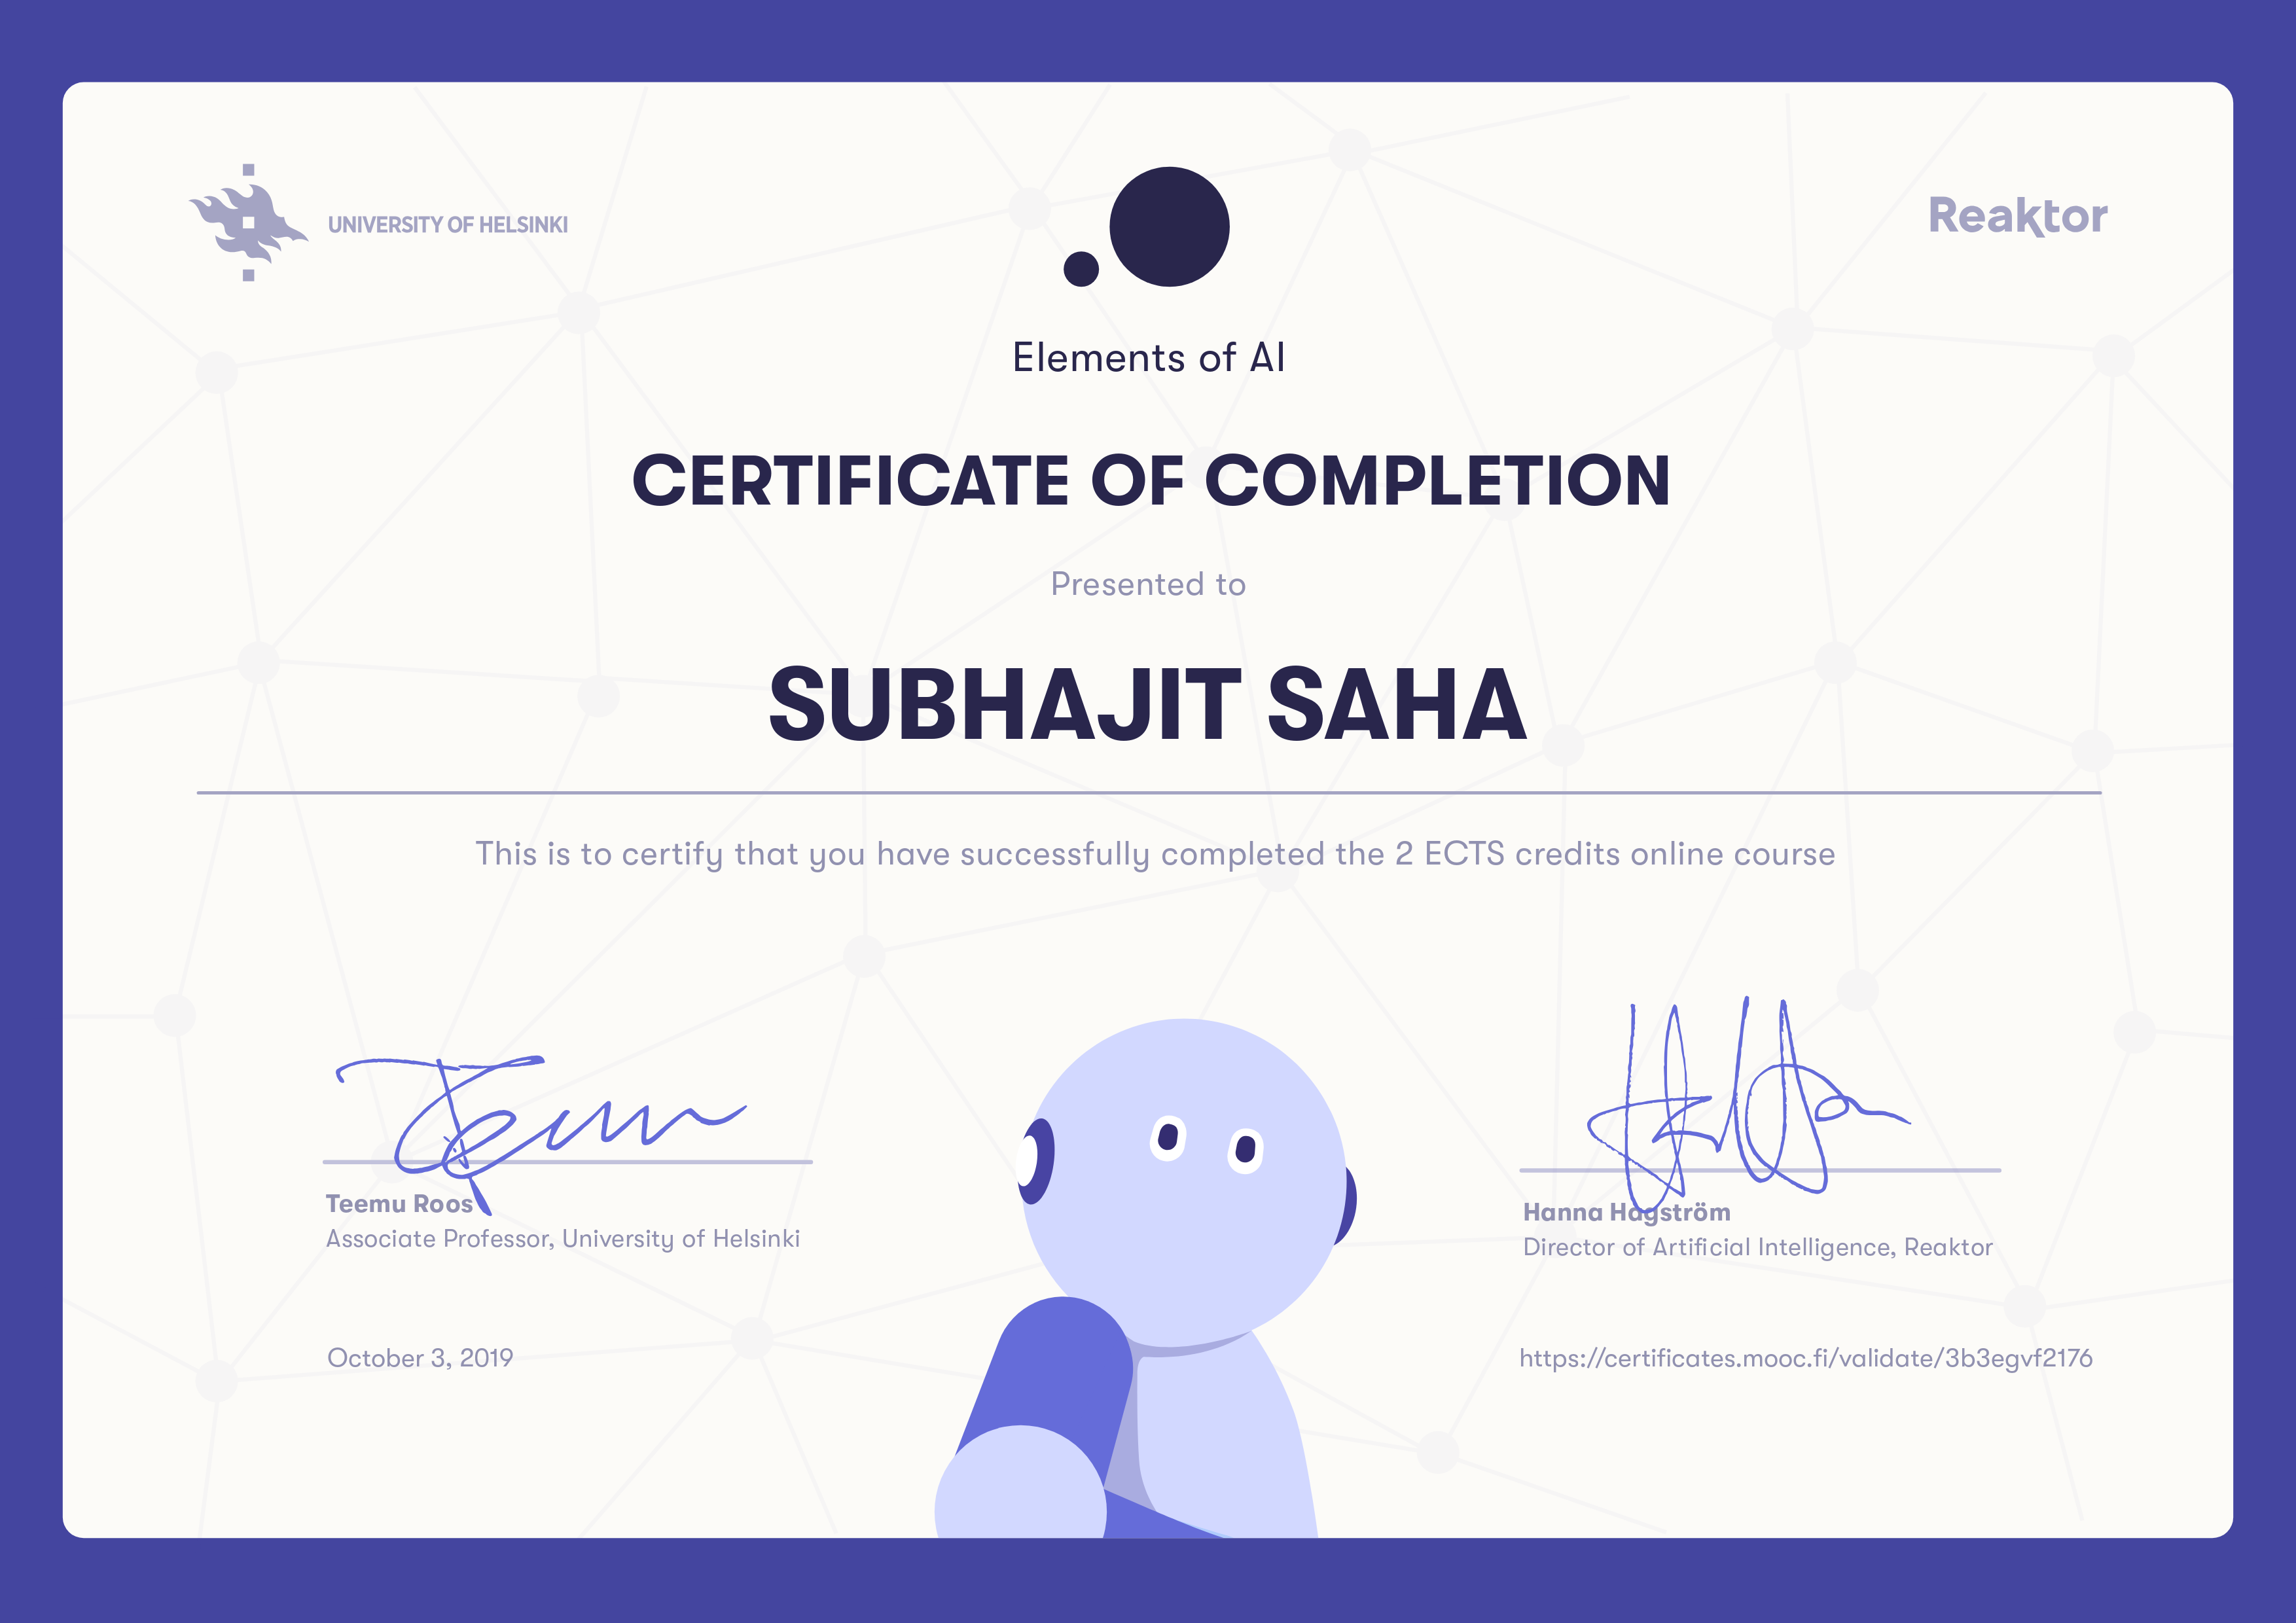 UNIVERSITY OF HELSINKI
Reaktor
Elements of AI
CERTIFICATE OF COMPLETION
Presented to
SUBHAJIT SAHA
This is to certify that you have successfully completed the 2 ECTS credits online course
Teemu Roos
Associate Professor, University of Helsinki
Hanna Hagström
Director of Artificial Intelligence, Reaktor
October 3, 2019
https://certificates.mooc.fi/validate/3b3egvf2176